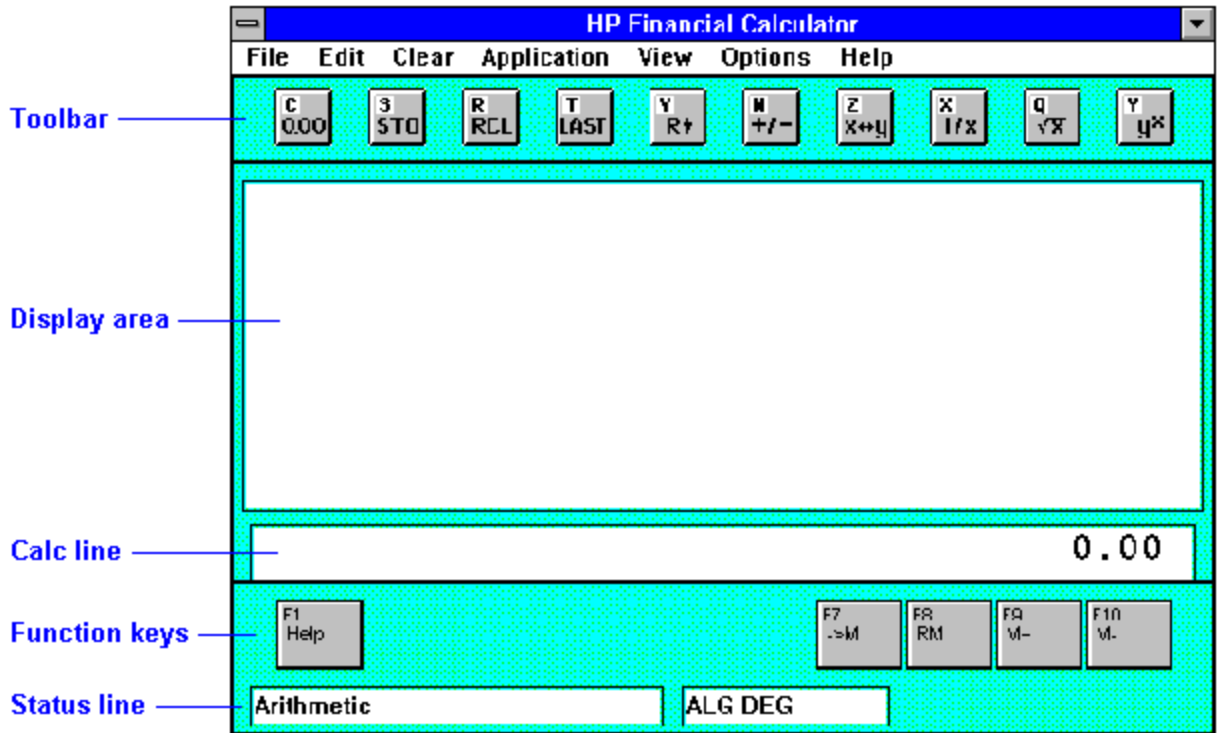 HP Financial Calculator
File Edit Clear Application View Options Help
Toolbar
C 0.00
S STO
R RCL
T LAST
V R↓
N +/-
Z x↔y
X 1/x
Q √x
Y y^x
Display area
Calc line
0.00
Function keys
F1 Help
F7 ->M
F8 RM
F9
F10 M-
Status line
Arithmetic
ALG DEG